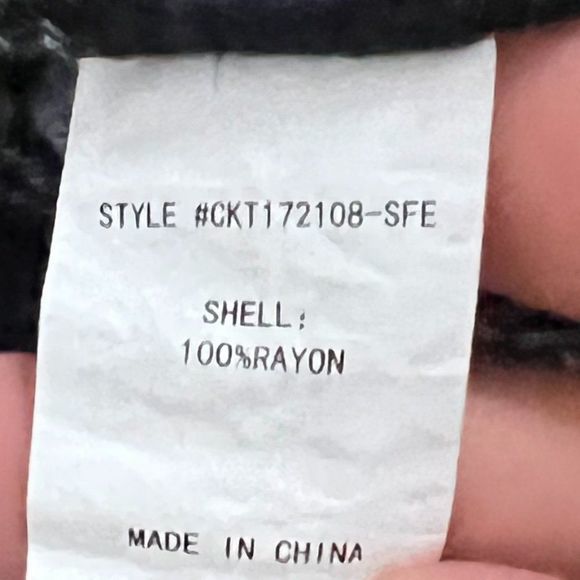 STYLE #CKT172108-SFE
SHELL:
100%RAYON
MADE IN CHINA